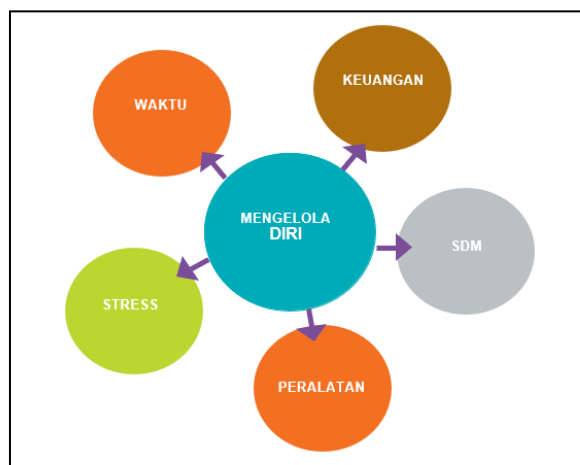 KEUANGAN
WAKTU
MENGELOLA
DIRI
SDM
STRESS
PERALATAN